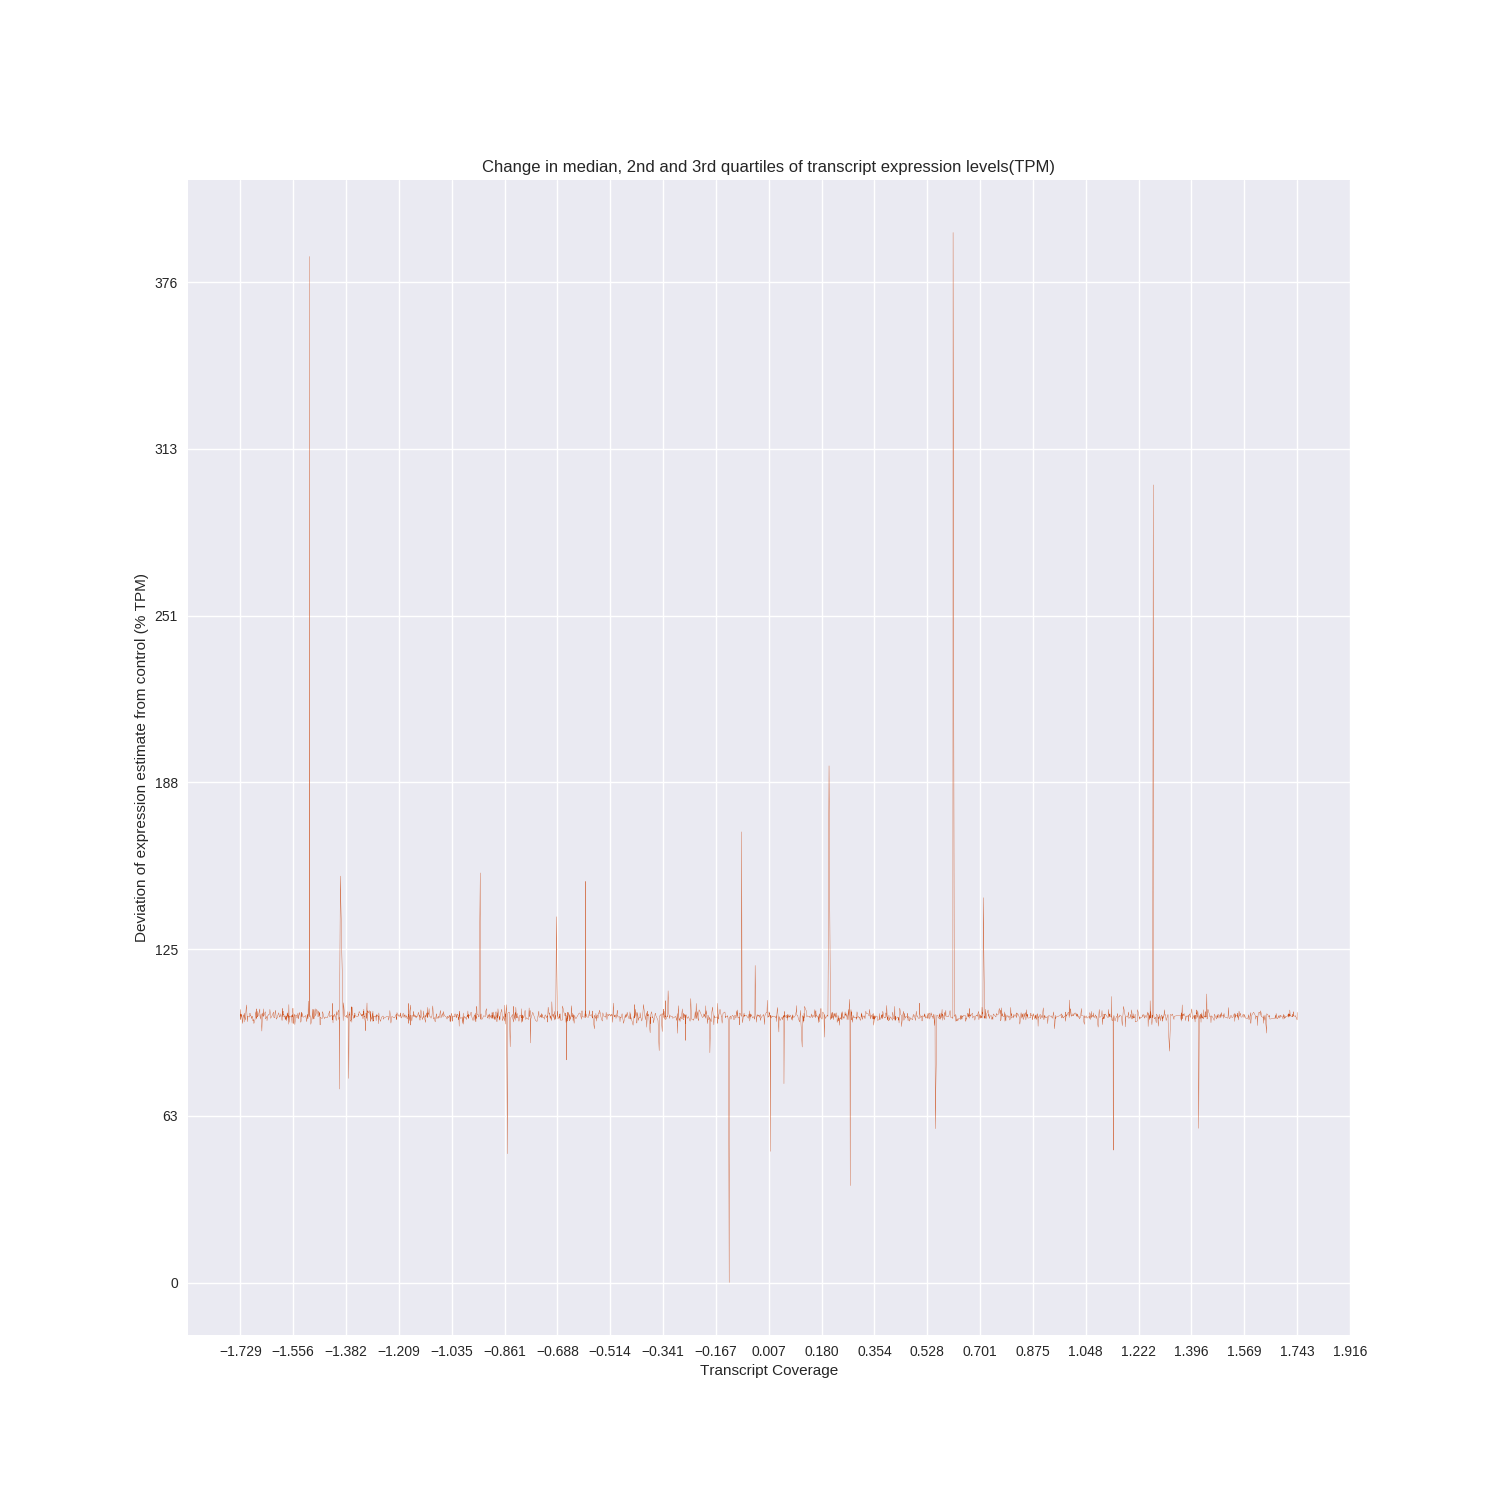 Change in median, 2nd and 3rd quartiles of transcript expression levels(TPM)
376
313
251
188
125
63
0
Deviation of expression estimate from control (% TPM)
−1.729 −1.556 −1.382 −1.209 −1.035 −0.861 −0.688 −0.514 −0.341 −0.167 0.007 0.180 0.354 0.528 0.701 0.875 1.048 1.222 1.396 1.569 1.743 1.916
Transcript Coverage